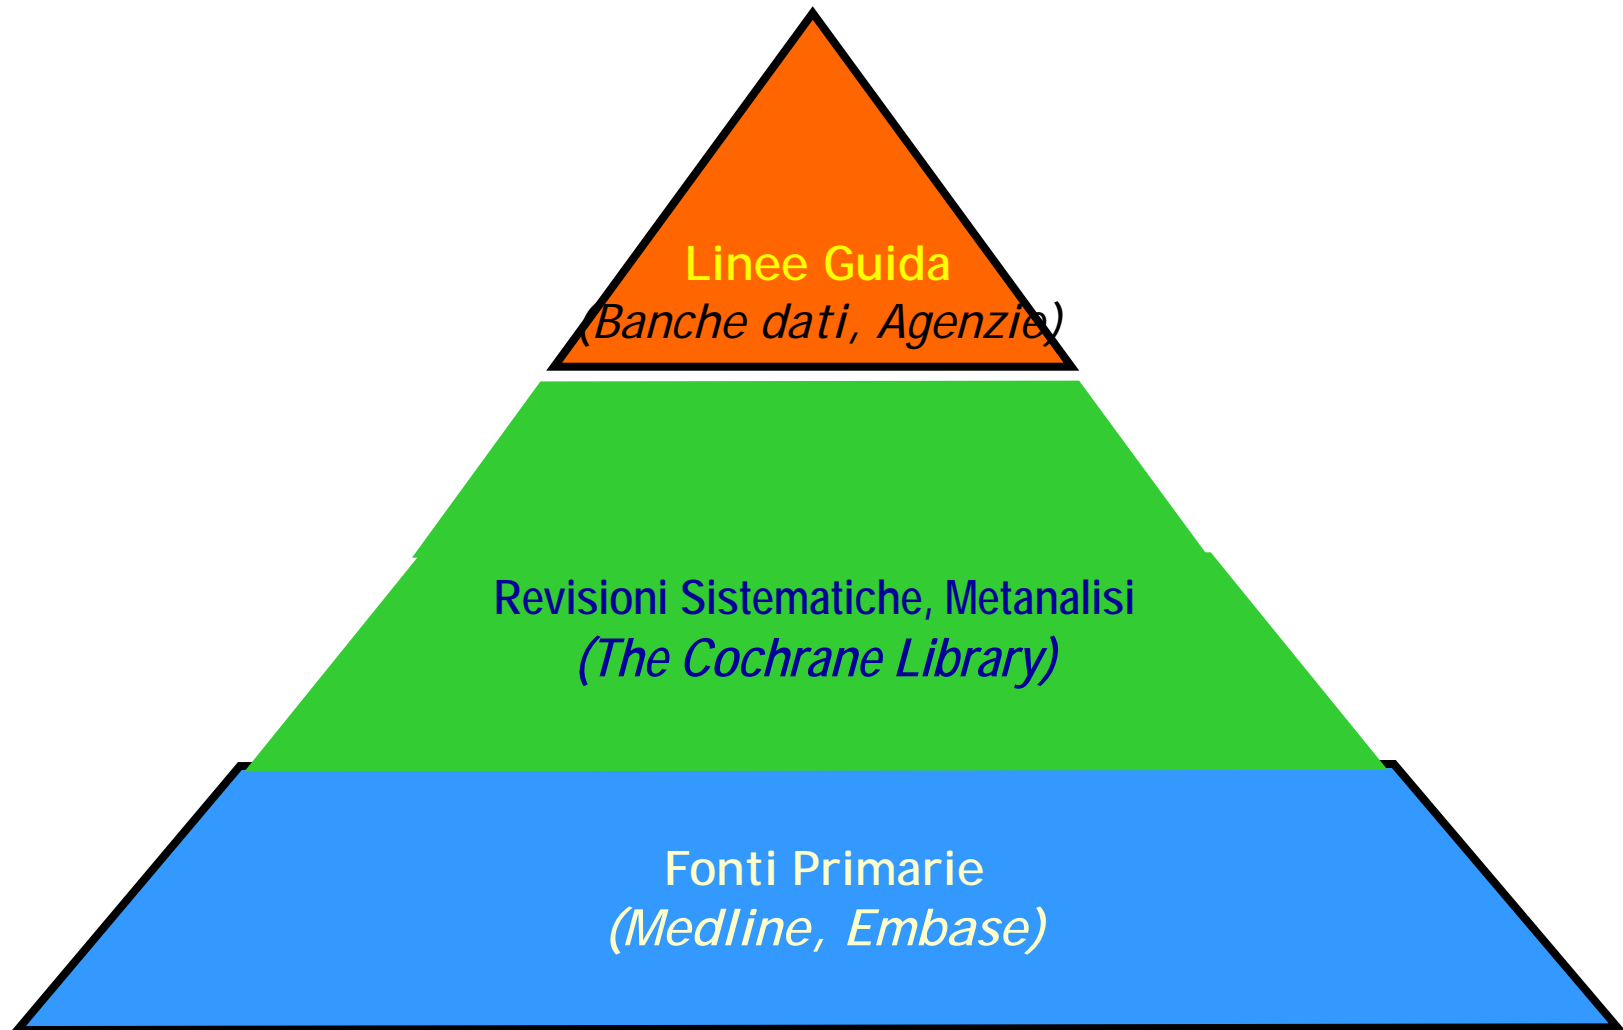 Linee Guida
(Banche dati, Agenzie)
Revisioni Sistematiche, Metanalisi
(The Cochrane Library)
Fonti Primarie
(Medline, Embase)